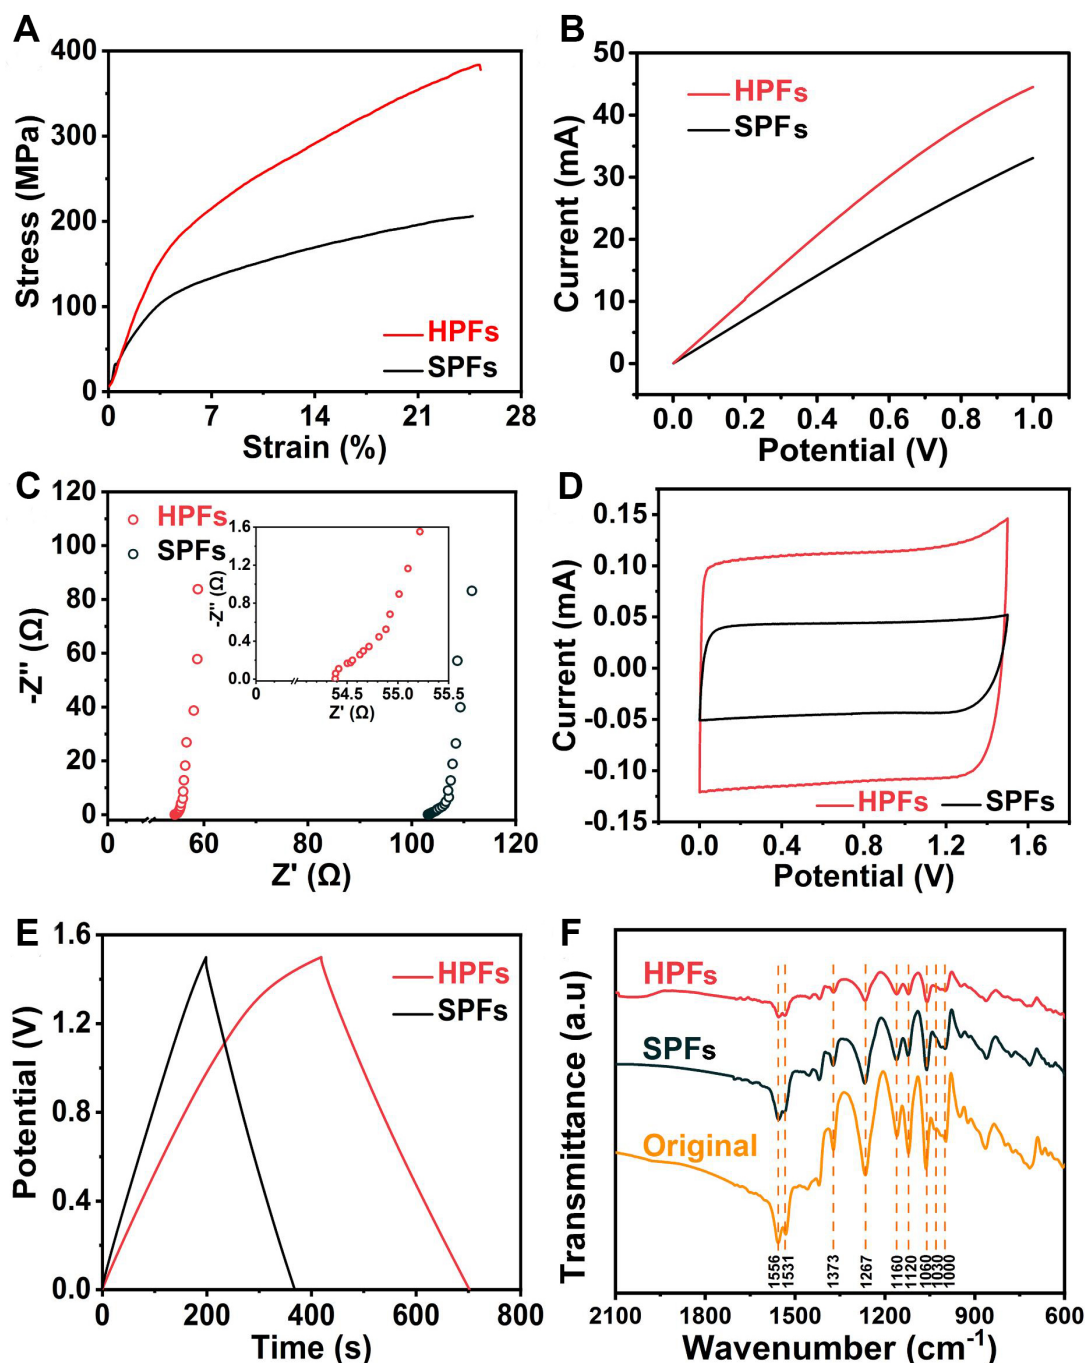 A
400
300
200
100
0
0 7 14 21 28
Stress (MPa)
Strain (%)
HPFs
SPFs
B
50
40
30
20
10
0
0.0 0.2 0.4 0.6 0.8 1.0
Current (mA)
Potential (V)
HPFs
SPFs
C
120
100
80
60
40
20
0
0 60 80 100 120
-Z'' (Ω)
Z' (Ω)
HPFs
SPFs
1.6
1.2
0.8
0.4
0.0
0 54.5 55.0 55.5
-Z'' (Ω)
Z' (Ω)
D
0.15
0.10
0.05
0.00
-0.05
-0.10
-0.15
0.0 0.4 0.8 1.2 1.6
Current (mA)
Potential (V)
HPFs SPFs
E
1.6
1.2
0.8
0.4
0.0
0 200 400 600 800
Potential (V)
Time (s)
HPFs
SPFs
F
HPFs
SPFs
Original
1556
1531
1373
1267
1160
1120
1060
1030
1000
2100 1800 1500 1200 900 600
Transmittance (a.u)
Wavenumber (cm-1)